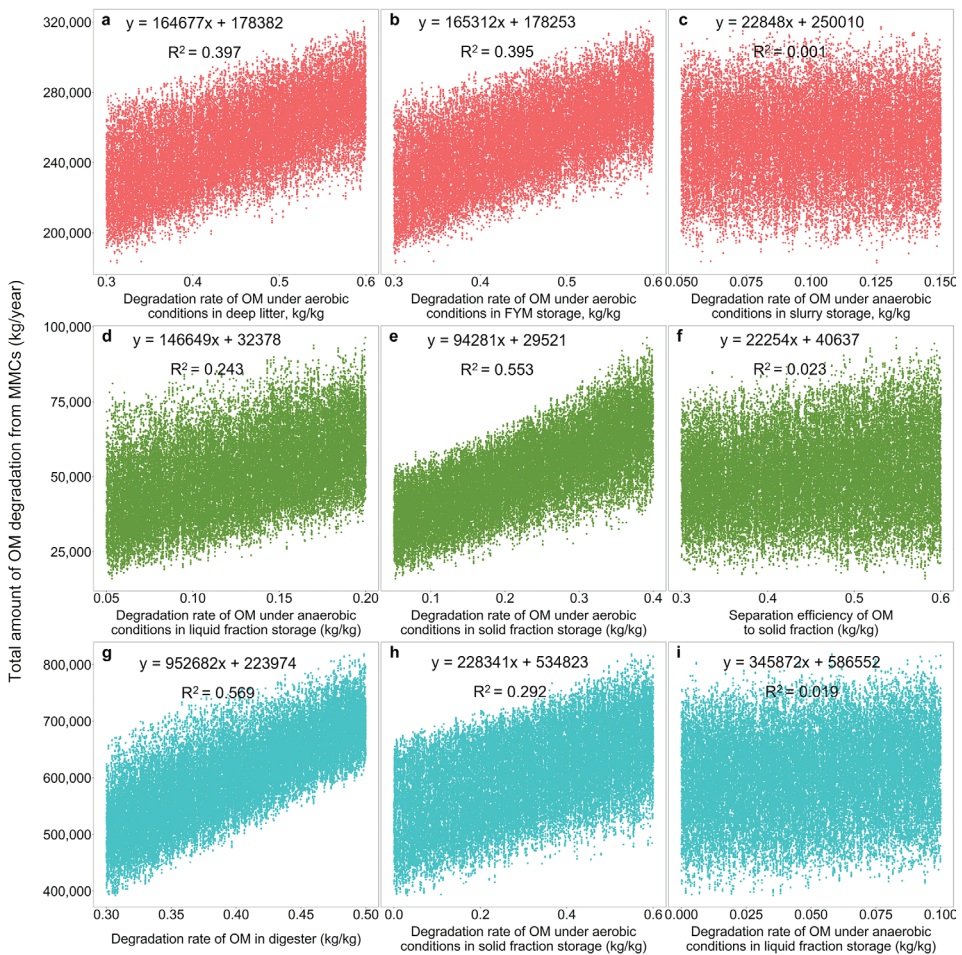 Total amount of OM degradation from MMCs (kg/year)
a
y = 164677x + 178382
R² = 0.397
320,000
280,000
240,000
200,000
0.3 0.4 0.5 0.6
Degradation rate of OM under aerobic
conditions in deep litter, kg/kg
b
y = 165312x + 178253
R² = 0.395
0.3 0.4 0.5 0.6
Degradation rate of OM under aerobic
conditions in FYM storage, kg/kg
c
y = 22848x + 250010
R² = 0.001
0.050 0.075 0.100 0.125 0.150
Degradation rate of OM under anaerobic
conditions in slurry storage, kg/kg
d
y = 146649x + 32378
R² = 0.243
100,000
75,000
50,000
25,000
0.05 0.10 0.15 0.20
Degradation rate of OM under anaerobic
conditions in liquid fraction storage (kg/kg)
e
y = 94281x + 29521
R² = 0.553
0.1 0.2 0.3 0.4
Degradation rate of OM under aerobic
conditions in solid fraction storage (kg/kg)
f
y = 22254x + 40637
R² = 0.023
0.3 0.4 0.5 0.6
Separation efficiency of OM
to solid fraction (kg/kg)
g
y = 952682x + 223974
R² = 0.569
800,000
700,000
600,000
500,000
400,000
0.30 0.35 0.40 0.45 0.50
Degradation rate of OM in digester (kg/kg)
h
y = 228341x + 534823
R² = 0.292
0.0 0.2 0.4 0.6
Degradation rate of OM under aerobic
conditions in solid fraction storage (kg/kg)
i
y = 345872x + 586552
R² = 0.019
0.000 0.025 0.050 0.075 0.100
Degradation rate of OM under anaerobic
conditions in liquid fraction storage (kg/kg)